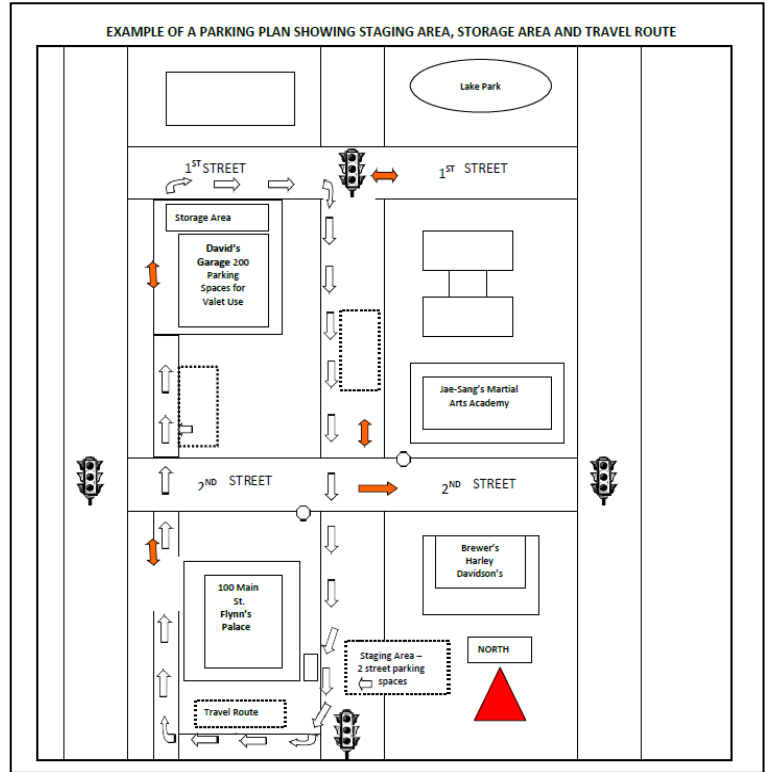 EXAMPLE OF A PARKING PLAN SHOWING STAGING AREA, STORAGE AREA AND TRAVEL ROUTE
Lake Park
1ST STREET
1ST STREET
Storage Area
David's
Garage 200
Parking
Spaces for
Valet Use
Jae-Sang's Martial
Arts Academy
2ND STREET
2ND STREET
Brewer's
Harley
Davidson's
100 Main
St.
Flynn's
Palace
NORTH
Staging Area –
2 street parking
spaces
Travel Route